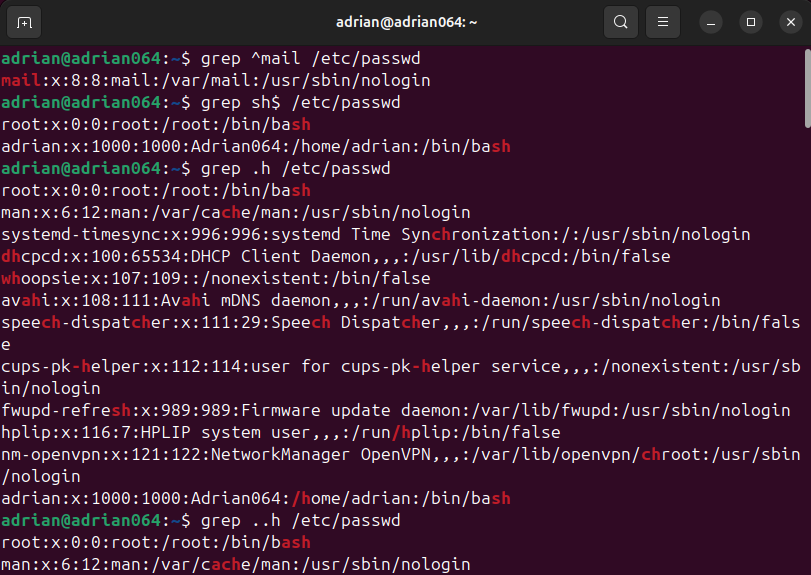 adrian@adrian064: ~
adrian@adrian064:~$ grep ^mail /etc/passwd
mail:x:8:8:mail:/var/mail:/usr/sbin/nologin
adrian@adrian064:~$ grep sh$ /etc/passwd
root:x:0:0:root:/root:/bin/bash
adrian:x:1000:1000:Adrian064:/home/adrian:/bin/bash
adrian@adrian064:~$ grep .h /etc/passwd
root:x:0:0:root:/root:/bin/bash
man:x:6:12:man:/var/cache/man:/usr/sbin/nologin
systemd-timesync:x:996:996:systemd Time Synchronization:/:/usr/sbin/nologin
dhcpcd:x:100:65534:DHCP Client Daemon,,,:/usr/lib/dhcpcd:/bin/false
whoopsie:x:107:109::/nonexistent:/bin/false
avahi:x:108:111:Avahi mDNS daemon,,,:/run/avahi-daemon:/usr/sbin/nologin
speech-dispatcher:x:111:29:Speech Dispatcher,,,:/run/speech-dispatcher:/bin/fals
e
cups-pk-helper:x:112:114:user for cups-pk-helper service,,,:/nonexistent:/usr/sb
in/nologin
fwupd-refresh:x:989:989:Firmware update daemon:/var/lib/fwupd:/usr/sbin/nologin
hplip:x:116:7:HPLIP system user,,,:/run/hplip:/bin/false
nm-openvpn:x:121:122:NetworkManager OpenVPN,,,:/var/lib/openvpn/chroot:/usr/sbin
/nologin
adrian:x:1000:1000:Adrian064:/home/adrian:/bin/bash
adrian@adrian064:~$ grep ..h /etc/passwd
root:x:0:0:root:/root:/bin/bash
man:x:6:12:man:/var/cache/man:/usr/sbin/nologin